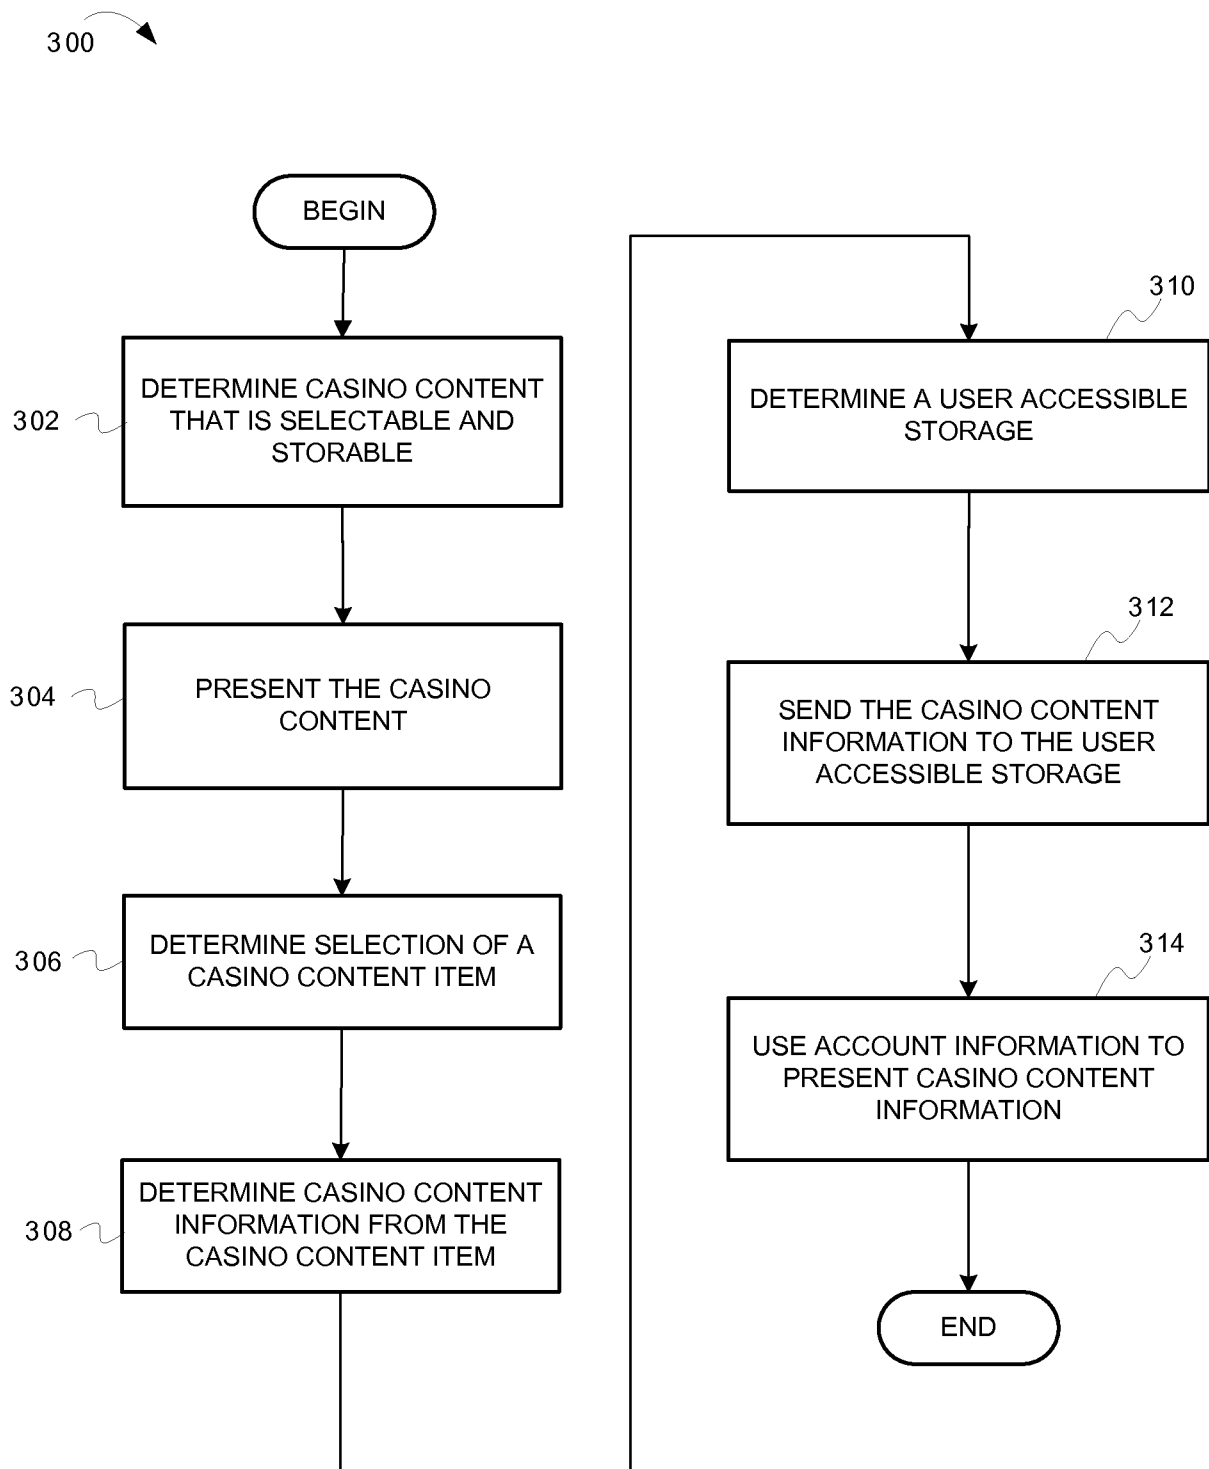 300
BEGIN
302
DETERMINE CASINO CONTENT
THAT IS SELECTABLE AND
STORABLE
304
PRESENT THE CASINO
CONTENT
306
DETERMINE SELECTION OF A
CASINO CONTENT ITEM
308
DETERMINE CASINO CONTENT
INFORMATION FROM THE
CASINO CONTENT ITEM
310
DETERMINE A USER ACCESSIBLE
STORAGE
312
SEND THE CASINO CONTENT
INFORMATION TO THE USER
ACCESSIBLE STORAGE
314
USE ACCOUNT INFORMATION TO
PRESENT CASINO CONTENT
INFORMATION
END